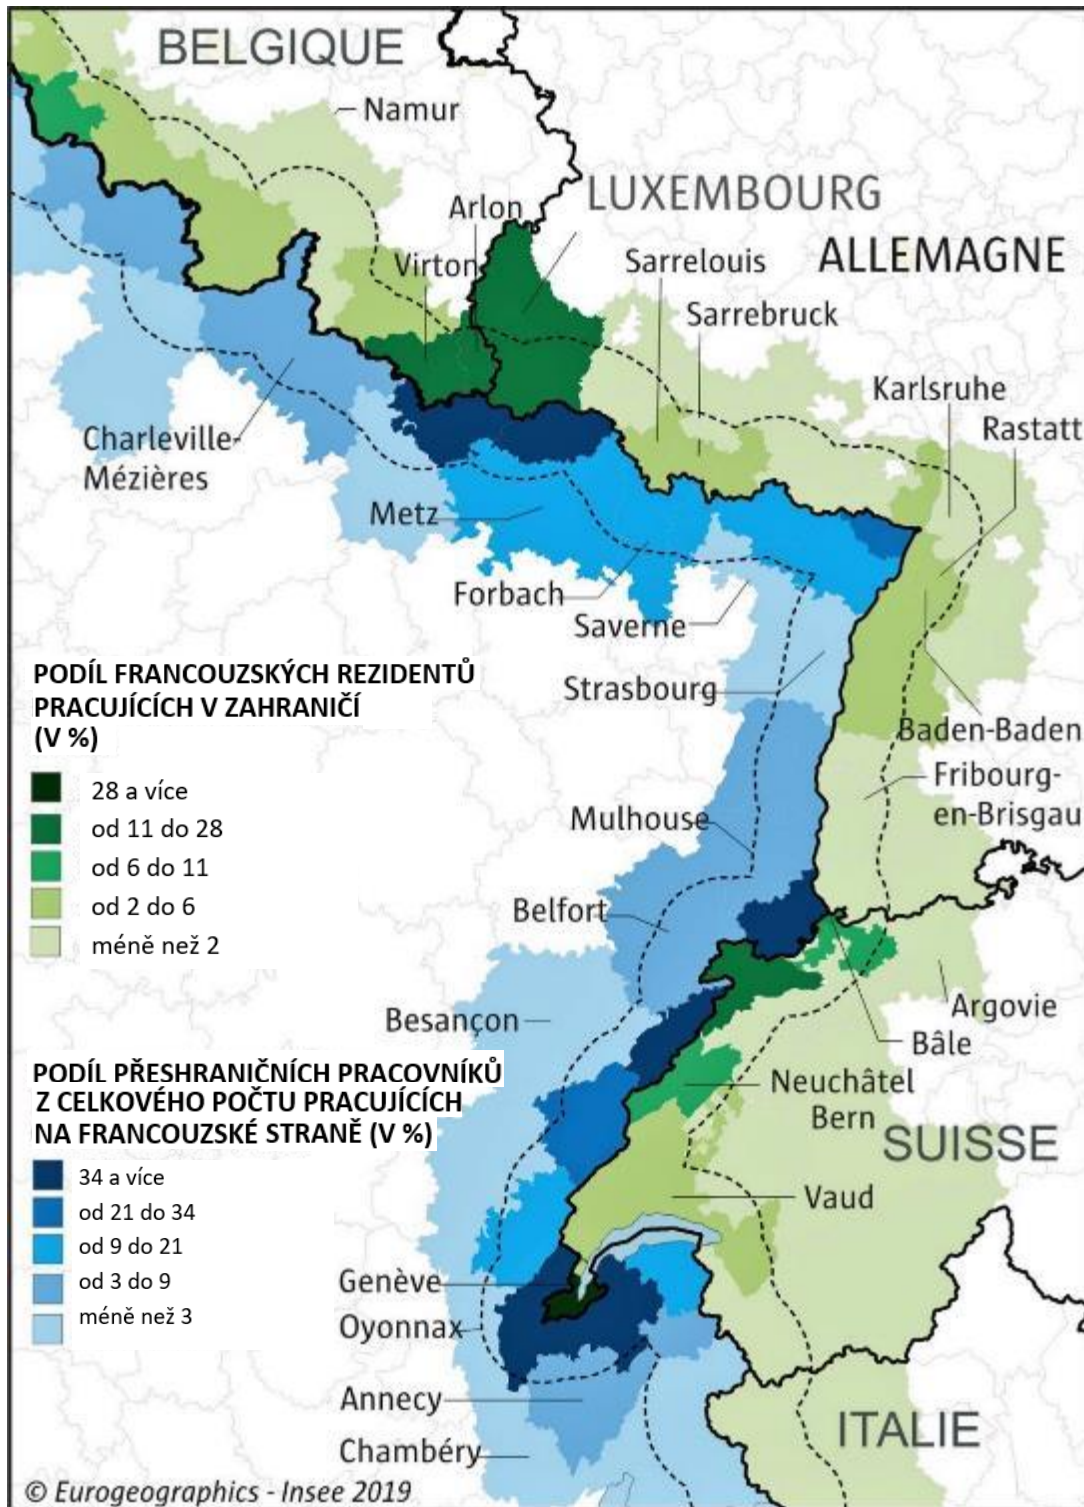 BELGIQUE
Namur
LUXEMBOURG
Arlon
Virton
ALLEMAGNE
Sarrelouis
Sarrebruck
Karlsruhe
Rastatt
Charleville-
Mézières
Metz
Forbach
Saverne
Strasbourg
Baden-Baden
Fribourg-
en-Brisgau
Mulhouse
Belfort
Besançon
Argovie
Bâle
Neuchâtel
Bern
SUISSE
Vaud
Genève
Oyonnax
Annecy
Chambéry
ITALIE
PODÍL FRANCOUZSKÝCH REZIDENTŮ
PRACUJÍCÍCH V ZAHRANIČÍ
(V %)
28 a více
od 11 do 28
od 6 do 11
od 2 do 6
méně než 2
PODÍL PŘESHRANIČNÍCH PRACOVNÍKŮ
Z CELKOVÉHO POČTU PRACUJÍCÍCH
NA FRANCOUZSKÉ STRANĚ (V %)
34 a více
od 21 do 34
od 9 do 21
od 3 do 9
méně než 3
© Eurogeographics - Insee 2019